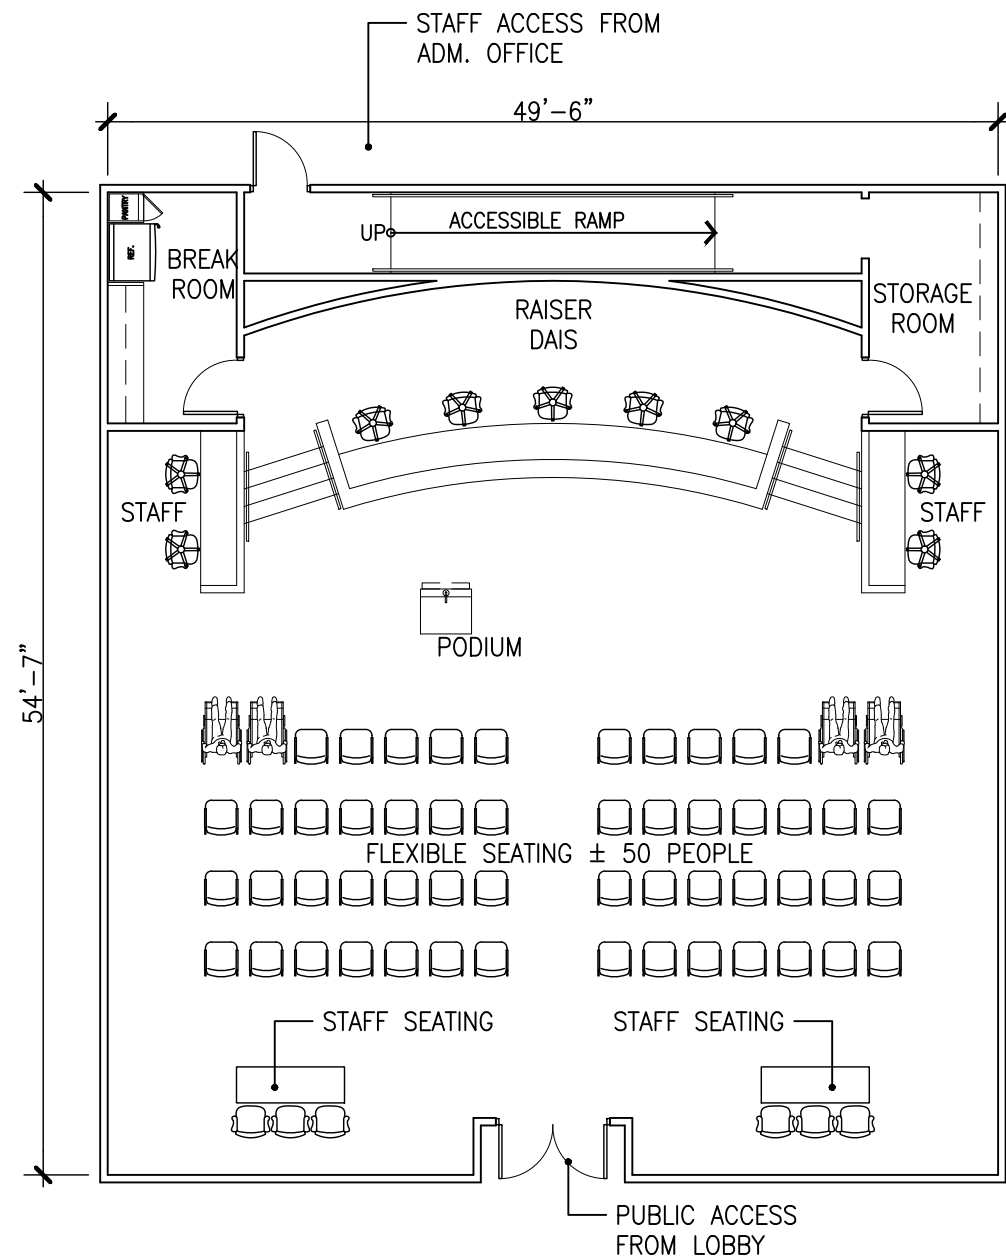 STAFF ACCESS FROM
ADM. OFFICE
49'-6"
PANTRY
REF.
BREAK
ROOM
UP
ACCESSIBLE RAMP
RAISER
DAIS
STORAGE
ROOM
STAFF
STAFF
PODIUM
54'-7"
FLEXIBLE SEATING ± 50 PEOPLE
STAFF SEATING
STAFF SEATING
PUBLIC ACCESS
FROM LOBBY